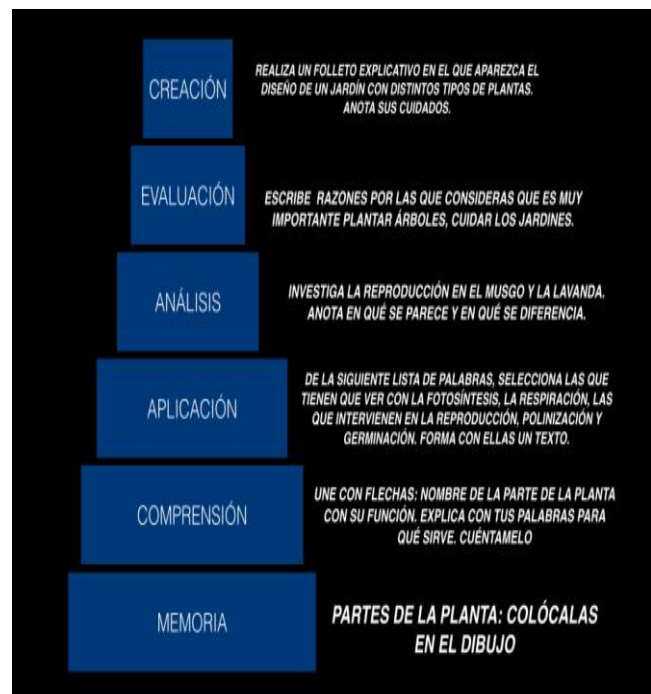 CREACIÓN
REALIZA UN FOLLETO EXPLICATIVO EN EL QUE APAREZCA EL
DISEÑO DE UN JARDÍN CON DISTINTOS TIPOS DE PLANTAS.
ANOTA SUS CUIDADOS.
EVALUACIÓN
ESCRIBE RAZONES POR LAS QUE CONSIDERAS QUE ES MUY
IMPORTANTE PLANTAR ÁRBOLES, CUIDAR LOS JARDINES.
ANÁLISIS
INVESTIGA LA REPRODUCCIÓN EN EL MUSGO Y LA LAVANDA.
ANOTA EN QUÉ SE PARECE Y EN QUÉ SE DIFERENCIA.
APLICACIÓN
DE LA SIGUIENTE LISTA DE PALABRAS, SELECCIONA LAS QUE
TIENEN QUE VER CON LA FOTOSÍNTESIS, LA RESPIRACIÓN, LAS
QUE INTERVIENEN EN LA REPRODUCCIÓN, POLINIZACIÓN Y
GERMINACIÓN. FORMA CON ELLAS UN TEXTO.
COMPRENSIÓN
UNE CON FLECHAS: NOMBRE DE LA PARTE DE LA PLANTA
CON SU FUNCIÓN. EXPLICA CON TUS PALABRAS PARA
QUÉ SIRVE. CUÉNTAMELO
MEMORIA
PARTES DE LA PLANTA: COLÓCALAS
EN EL DIBUJO